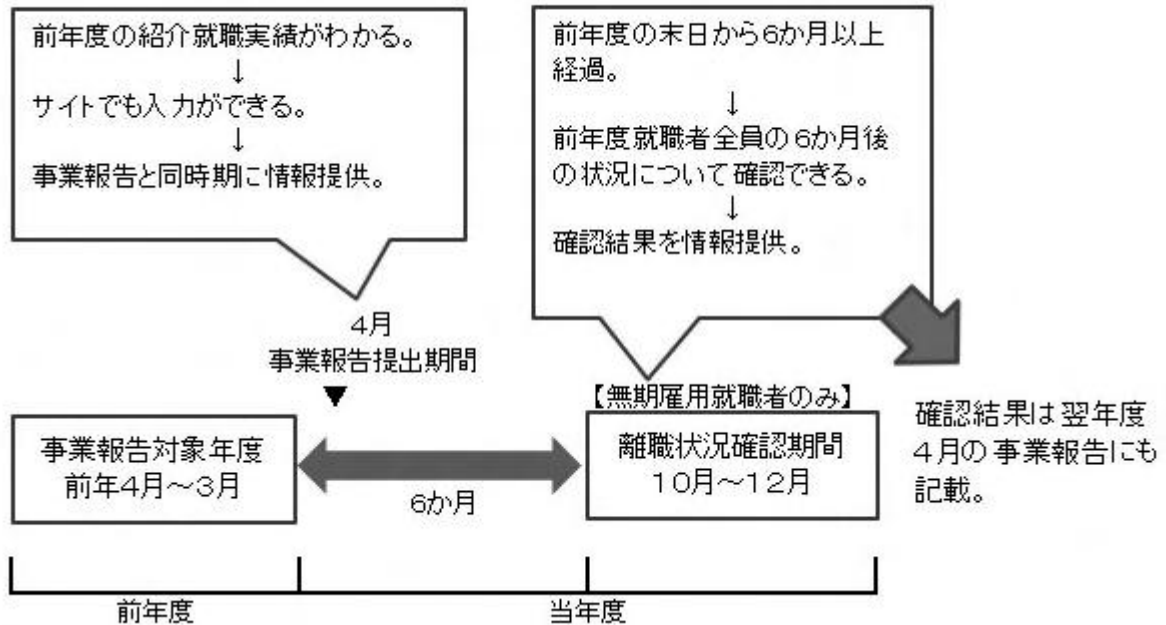 前年度の紹介就職実績がわかる。
↓
サイトでも入力ができる。
↓
事業報告と同時期に情報提供。
前年度の末日から6か月以上
経過。
↓
前年度就職者全員の6か月後
の状況について確認できる。
↓
確認結果を情報提供。
4月
事業報告提出期間
▼
【無期雇用就職者のみ】
事業報告対象年度
前年4月～3月
6か月
離職状況確認期間
10月～12月
確認結果は翌年度
4月の事業報告にも
記載。
前年度
当年度